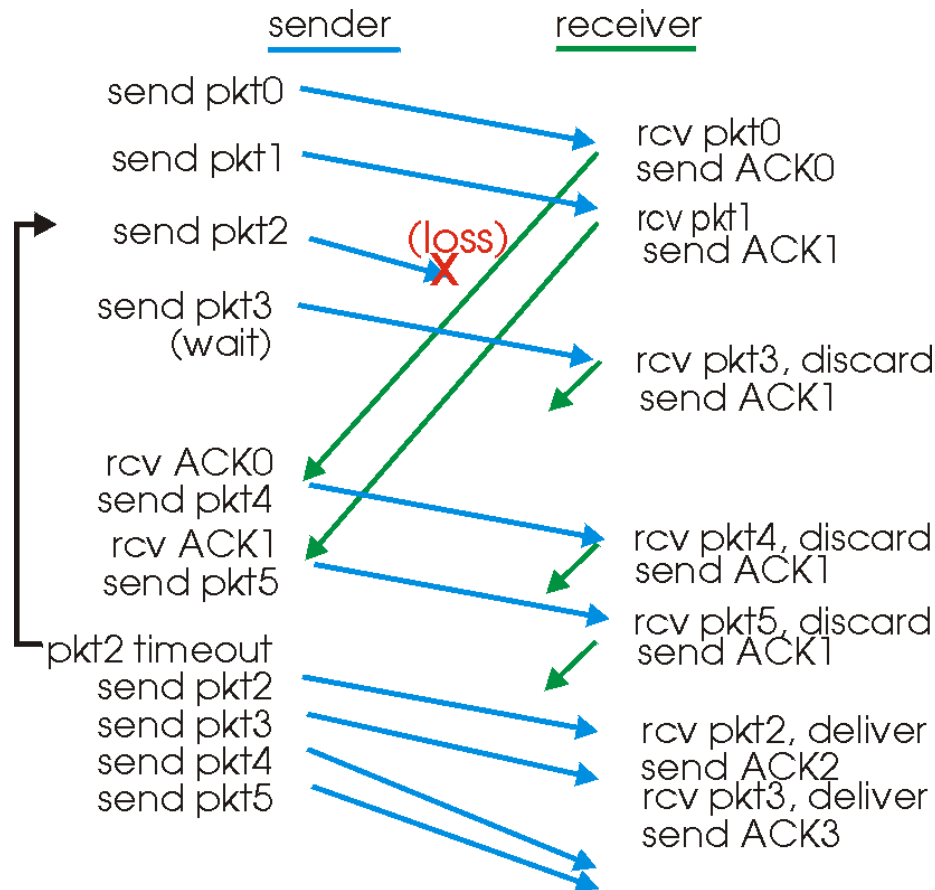 sender
receiver
send pkt0
send pkt1
send pkt2
send pkt3
(wait)
(loss)
X
rcv ACK0
send pkt4
rcv ACK1
send pkt5
pkt2 timeout
send pkt2
send pkt3
send pkt4
send pkt5
rcv pkt0
send ACK0
rcv pkt1
send ACK1
rcv pkt3, discard
send ACK1
rcv pkt4, discard
send ACK1
rcv pkt5, discard
send ACK1
rcv pkt2, deliver
send ACK2
rcv pkt3, deliver
send ACK3